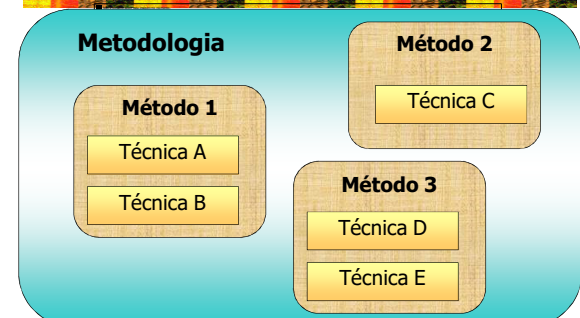 Metodologia
Método 1
Técnica A
Técnica B
Método 2
Técnica C
Método 3
Técnica D
Técnica E